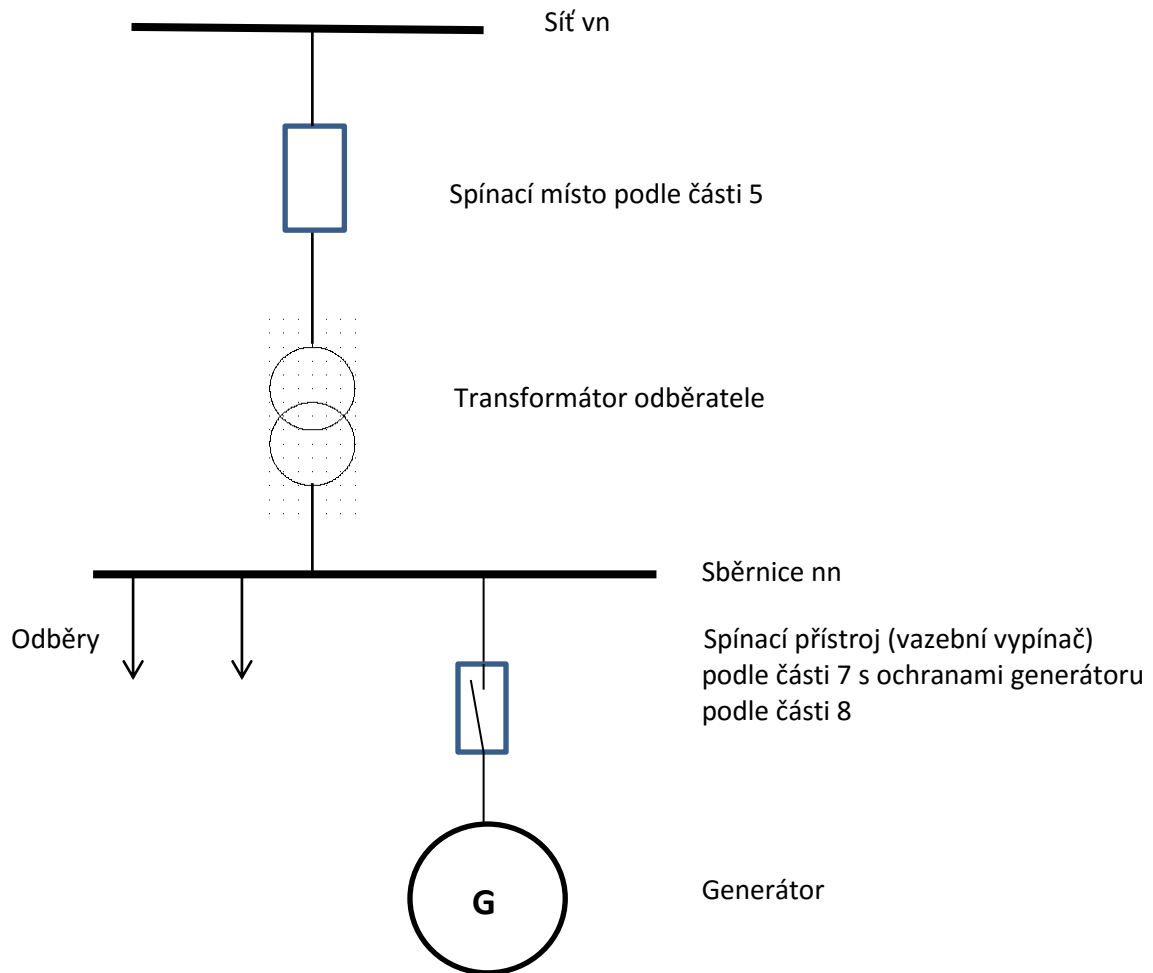 Síť vn
Spínací místo podle části 5
Transformátor odběratele
Sběrnice nn
Odběry
Spínací přístroj (vazební vypínač)
podle části 7 s ochranami generátoru
podle části 8
G
Generátor